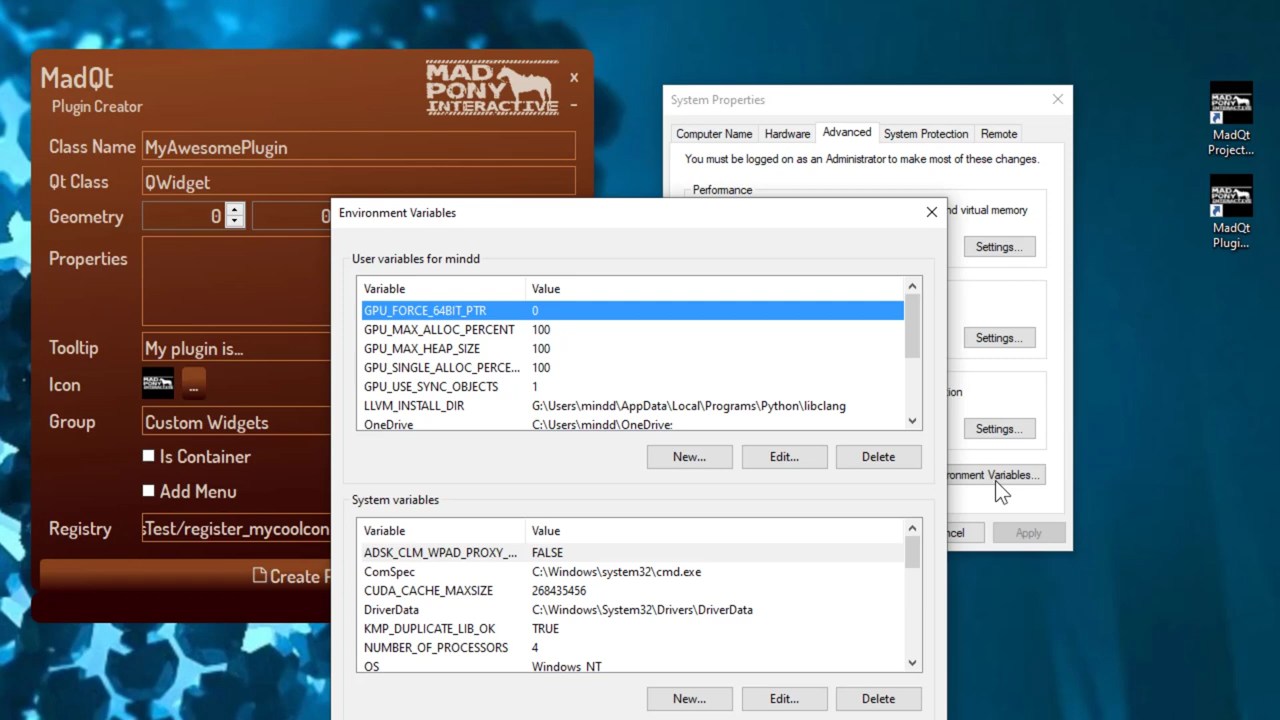 MadQt
Plugin Creator
MAD
PONY
INTERACTIVE
x
-
Class Name MyAwesomePlugin
Qt Class QWidget
Geometry 0 0
Properties
Tooltip My plugin is...
Icon ...
Group Custom Widgets
Is Container
Add Menu
Registry sTest/register_mycoolcon
Create P
System Properties
Computer Name Hardware Advanced System Protection Remote
You must be logged on as an Administrator to make most of these changes.
Performance
nd virtual memory
Settings...
Settings...
ion
Settings...
ronment Variables...
ncel Apply
Environment Variables
User variables for mindd
Variable Value
GPU_FORCE_64BIT_PTR 0
GPU_MAX_ALLOC_PERCENT 100
GPU_MAX_HEAP_SIZE 100
GPU_SINGLE_ALLOC_PERCE... 100
GPU_USE_SYNC_OBJECTS 1
LLVM_INSTALL_DIR G:\Users\mindd\AppData\Local\Programs\Python\libclang
OneDrive C:\Users\mindd\OneDrive:
New... Edit... Delete
System variables
Variable Value
ADSK_CLM_WPAD_PROXY_... FALSE
ComSpec C:\Windows\system32\cmd.exe
CUDA_CACHE_MAXSIZE 268435456
DriverData C:\Windows\System32\Drivers\DriverData
KMP_DUPLICATE_LIB_OK TRUE
NUMBER_OF_PROCESSORS 4
OS Windows_NT
New... Edit... Delete
MAD
PONY
MadQt
Project...
MAD
PONY
MadQt
Plugi...